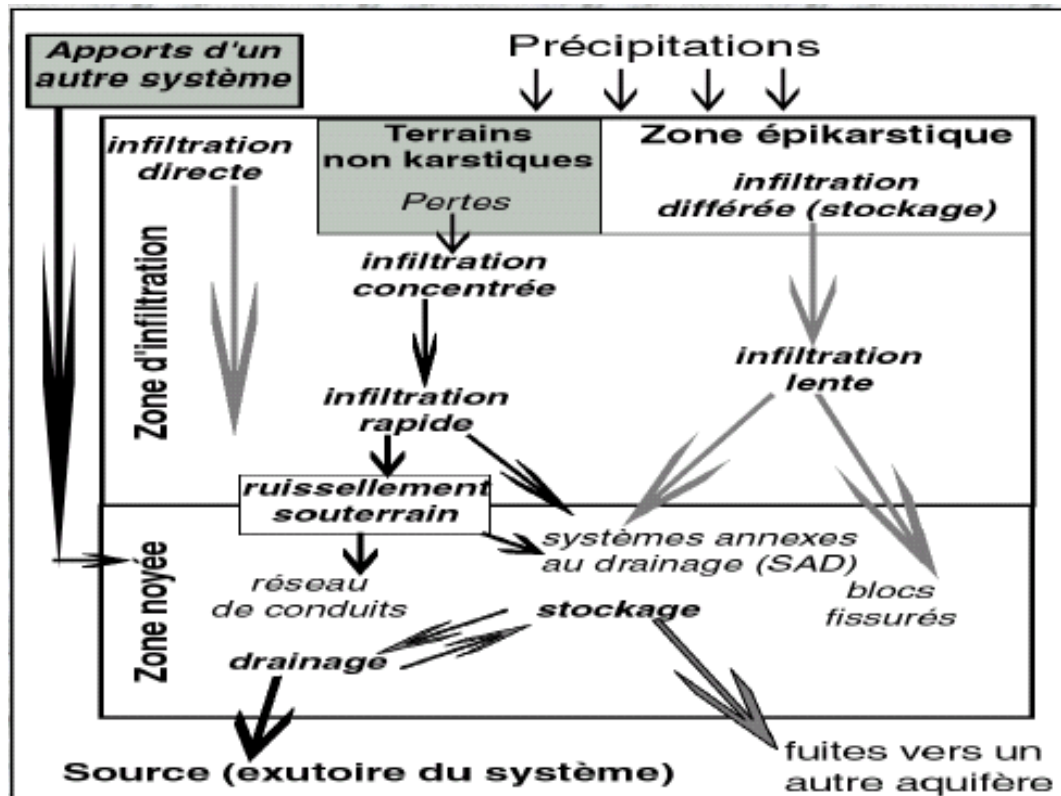 Apports d'un
autre système
Précipitations
infiltration
directe
Terrains
non karstiques
Pertes
Zone épikarstique
infiltration
différée (stockage)
Zone d'infiltration
infiltration
concentrée
infiltration
rapide
infiltration
lente
ruissellement
souterrain
Zone noyée
systèmes annexes
au drainage (SAD)
réseau
de conduits
blocs
fissurés
stockage
drainage
Source (exutoire du système)
fuites vers un
autre aquifère